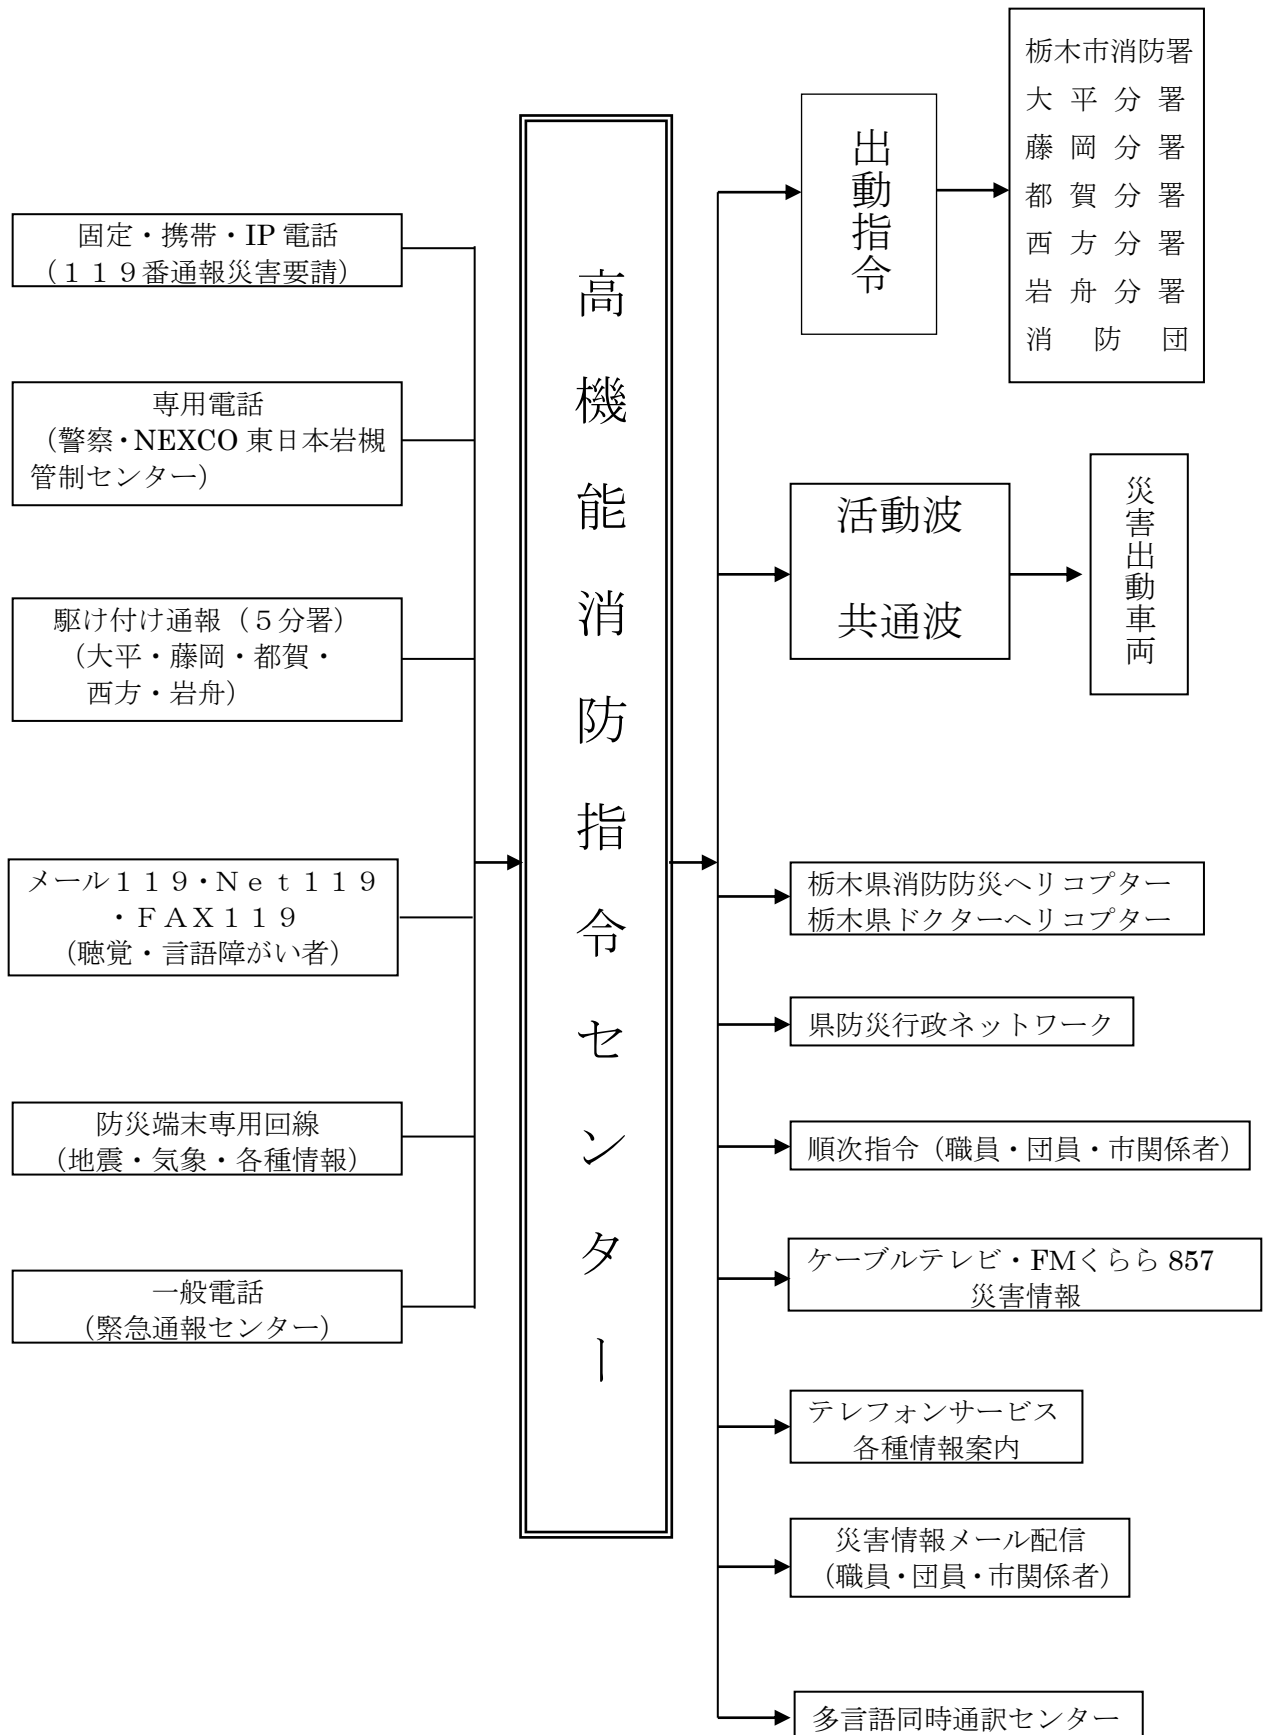 固定・携帯・IP 電話
（１１９番通報災害要請）
専用電話
（警察・NEXCO 東日本岩槻
管制センター）
駆け付け通報（５分署）
（大平・藤岡・都賀・
西方・岩舟）
メール１１９・Ｎｅｔ１１９
・ＦＡＸ１１９
（聴覚・言語障がい者）
防災端末専用回線
（地震・気象・各種情報）
一般電話
（緊急通報センター）
高機能消防指令センター
出動指令
栃木市消防署
大平分署
藤岡分署
都賀分署
西方分署
岩舟分署
消防団
活動波
共通波
災害出動車両
栃木県消防防災ヘリコプター
栃木県ドクターヘリコプター
県防災行政ネットワーク
順次指令（職員・団員・市関係者）
ケーブルテレビ・FMくらら 857
災害情報
テレフォンサービス
各種情報案内
災害情報メール配信
（職員・団員・市関係者）
多言語同時通訳センター